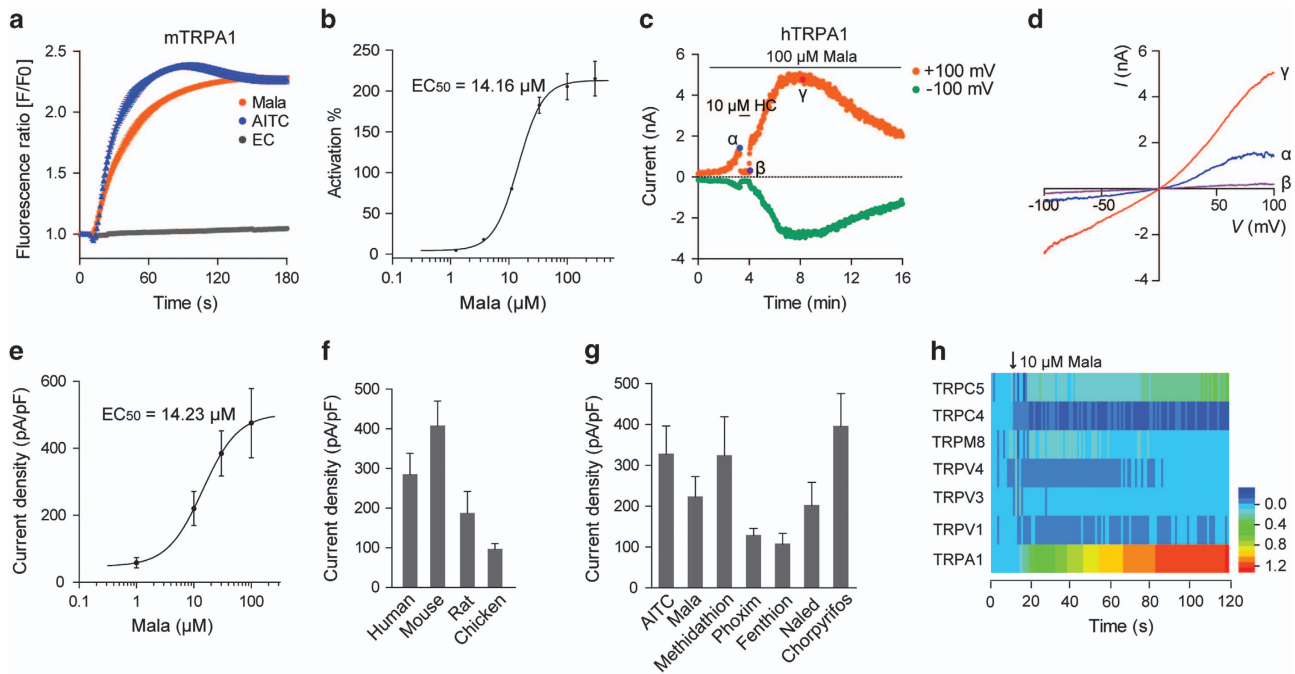 a
mTRPA1
Fluorescence ratio [F/F0]
2.5
2.0
1.5
1.0
Mala
AITC
EC
0
60
120
180
Time (s)
b
EC50 = 14.16 µM
Activation %
250
200
150
100
50
0
0.1
1
10
100
Mala (µM)
c
hTRPA1
100 µM Mala
10 µM HC
+100 mV
-100 mV
α
β
γ
Current (nA)
6
4
2
0
-2
-4
0
4
8
12
16
Time (min)
d
I (nA)
6
4
2
-2
-4
-100
-50
50
-100
V (mV)
γ
α
β
e
EC50 = 14.23 µM
Current density (pA/pF)
600
400
200
0
0.1
1
10
100
Mala (µM)
f
Current density (pA/pF)
500
400
300
200
100
0
Human
Mouse
Rat
Chicken
g
Current density (pA/pF)
500
400
300
200
100
0
AITC
Mala
Methidathion
Phoxim
Fenthion
Naled
Chorpyrifos
h
↓10 µM Mala
TRPC5
TRPC4
TRPM8
TRPV4
TRPV3
TRPV1
TRPA1
0
20
40
60
80
100
120
Time (s)
0.0
0.4
0.8
1.2